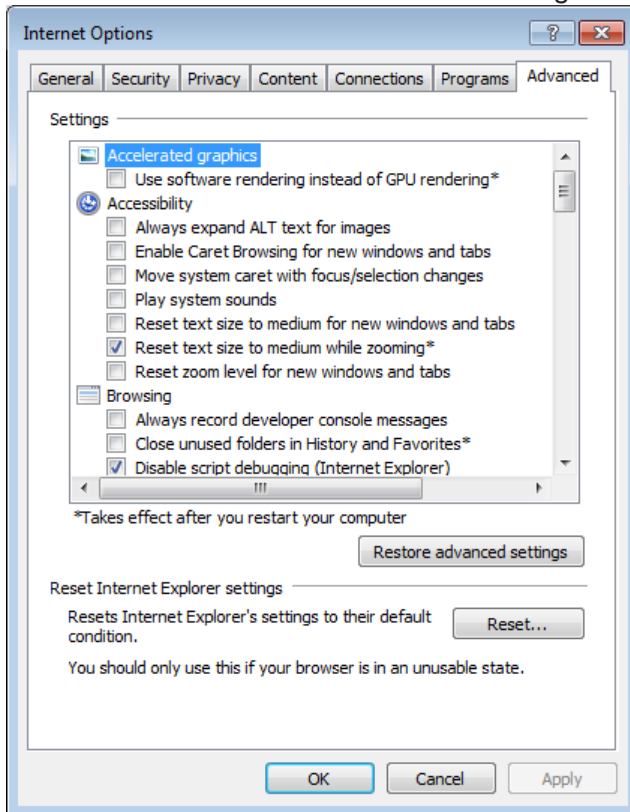 Internet Options
General Security Privacy Content Connections Programs Advanced
Settings
Accelerated graphics
Use software rendering instead of GPU rendering*
Accessibility
Always expand ALT text for images
Enable Caret Browsing for new windows and tabs
Move system caret with focus/selection changes
Play system sounds
Reset text size to medium for new windows and tabs
Reset text size to medium while zooming*
Reset zoom level for new windows and tabs
Browsing
Always record developer console messages
Close unused folders in History and Favorites*
Disable script debugging (Internet Explorer)
*Takes effect after you restart your computer
Restore advanced settings
Reset Internet Explorer settings
Resets Internet Explorer's settings to their default
condition.
Reset...
You should only use this if your browser is in an unusable state.
OK Cancel Apply